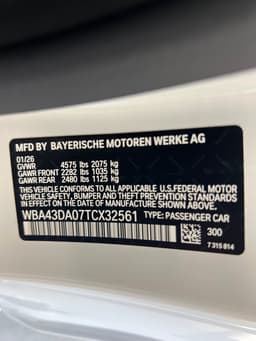 MFD BY BAYERISCHE MOTOREN WERKE AG
01/26
GVWR 4575 lbs 2075 kg
GAWR FRONT 2282 lbs 1035 kg
GAWR REAR 2480 lbs 1125 kg
THIS VEHICLE CONFORMS TO ALL APPLICABLE U.S.FEDERAL MOTOR
VEHICLE SAFETY, BUMPER, AND THEFT PREVENTION STANDARDS
IN EFFECT ON THE DATE OF MANUFACTURE SHOWN ABOVE.
WBA43DA07TCX32561 TYPE: PASSENGER CAR
300
7 315 814